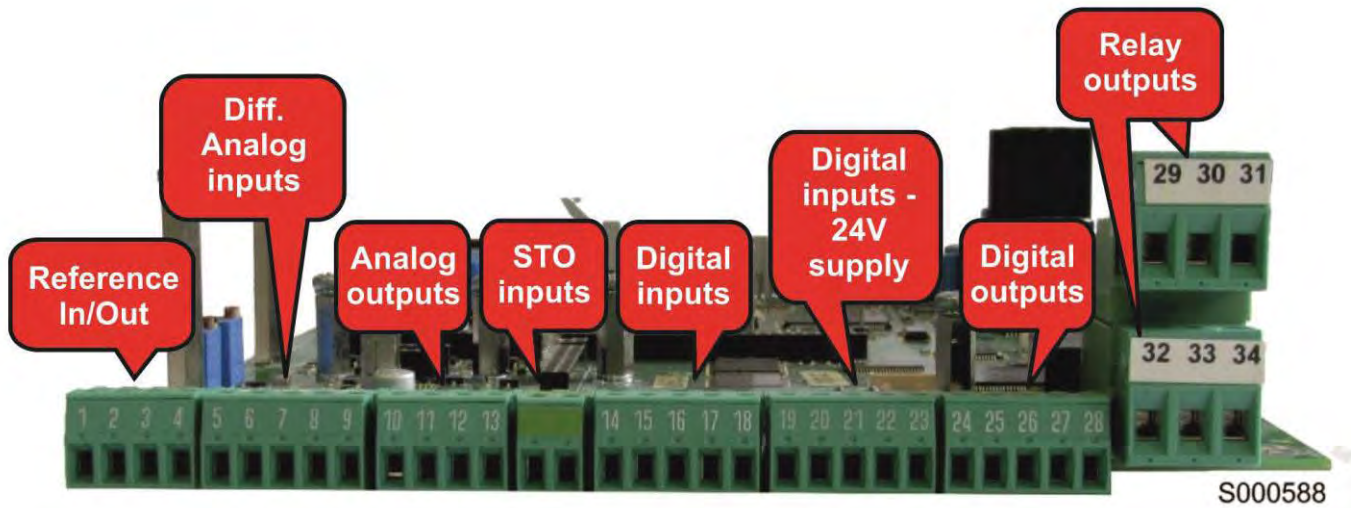 Relay
outputs
Diff.
Analog
inputs
Digital
inputs -
24V
supply
29 30 31
Reference
In/Out
Analog
outputs
STO
inputs
Digital
inputs
Digital
outputs
32 33 34
1 2 3 4 5 6 7 8 9 10 11 12 13 14 15 16 17 18 19 20 21 22 23 24 25 26 27 28
S000588